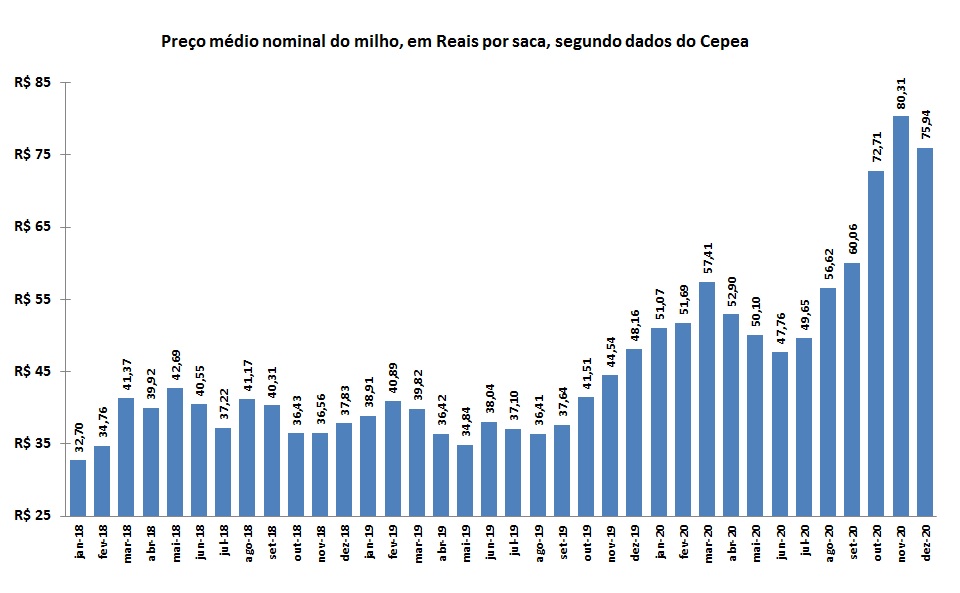 Preço médio nominal do milho, em Reais por saca, segundo dados do Cepea
R$ 85
R$ 75
R$ 65
R$ 55
R$ 45
R$ 35
R$ 25
32,70
34,76
41,37
39,92
42,69
40,55
37,22
41,17
40,31
36,43
36,56
37,83
38,91
40,89
39,82
36,42
34,84
38,04
37,10
36,41
37,64
41,51
44,54
48,16
51,07
51,69
57,41
52,90
50,10
47,76
49,65
56,62
60,06
72,71
80,31
75,94
jan-18
fev-18
mar-18
abr-18
mai-18
jun-18
jul-18
ago-18
set-18
out-18
nov-18
dez-18
jan-19
fev-19
mar-19
abr-19
mai-19
jun-19
jul-19
ago-19
set-19
out-19
nov-19
dez-19
jan-20
fev-20
mar-20
abr-20
mai-20
jun-20
jul-20
ago-20
set-20
out-20
nov-20
dez-20